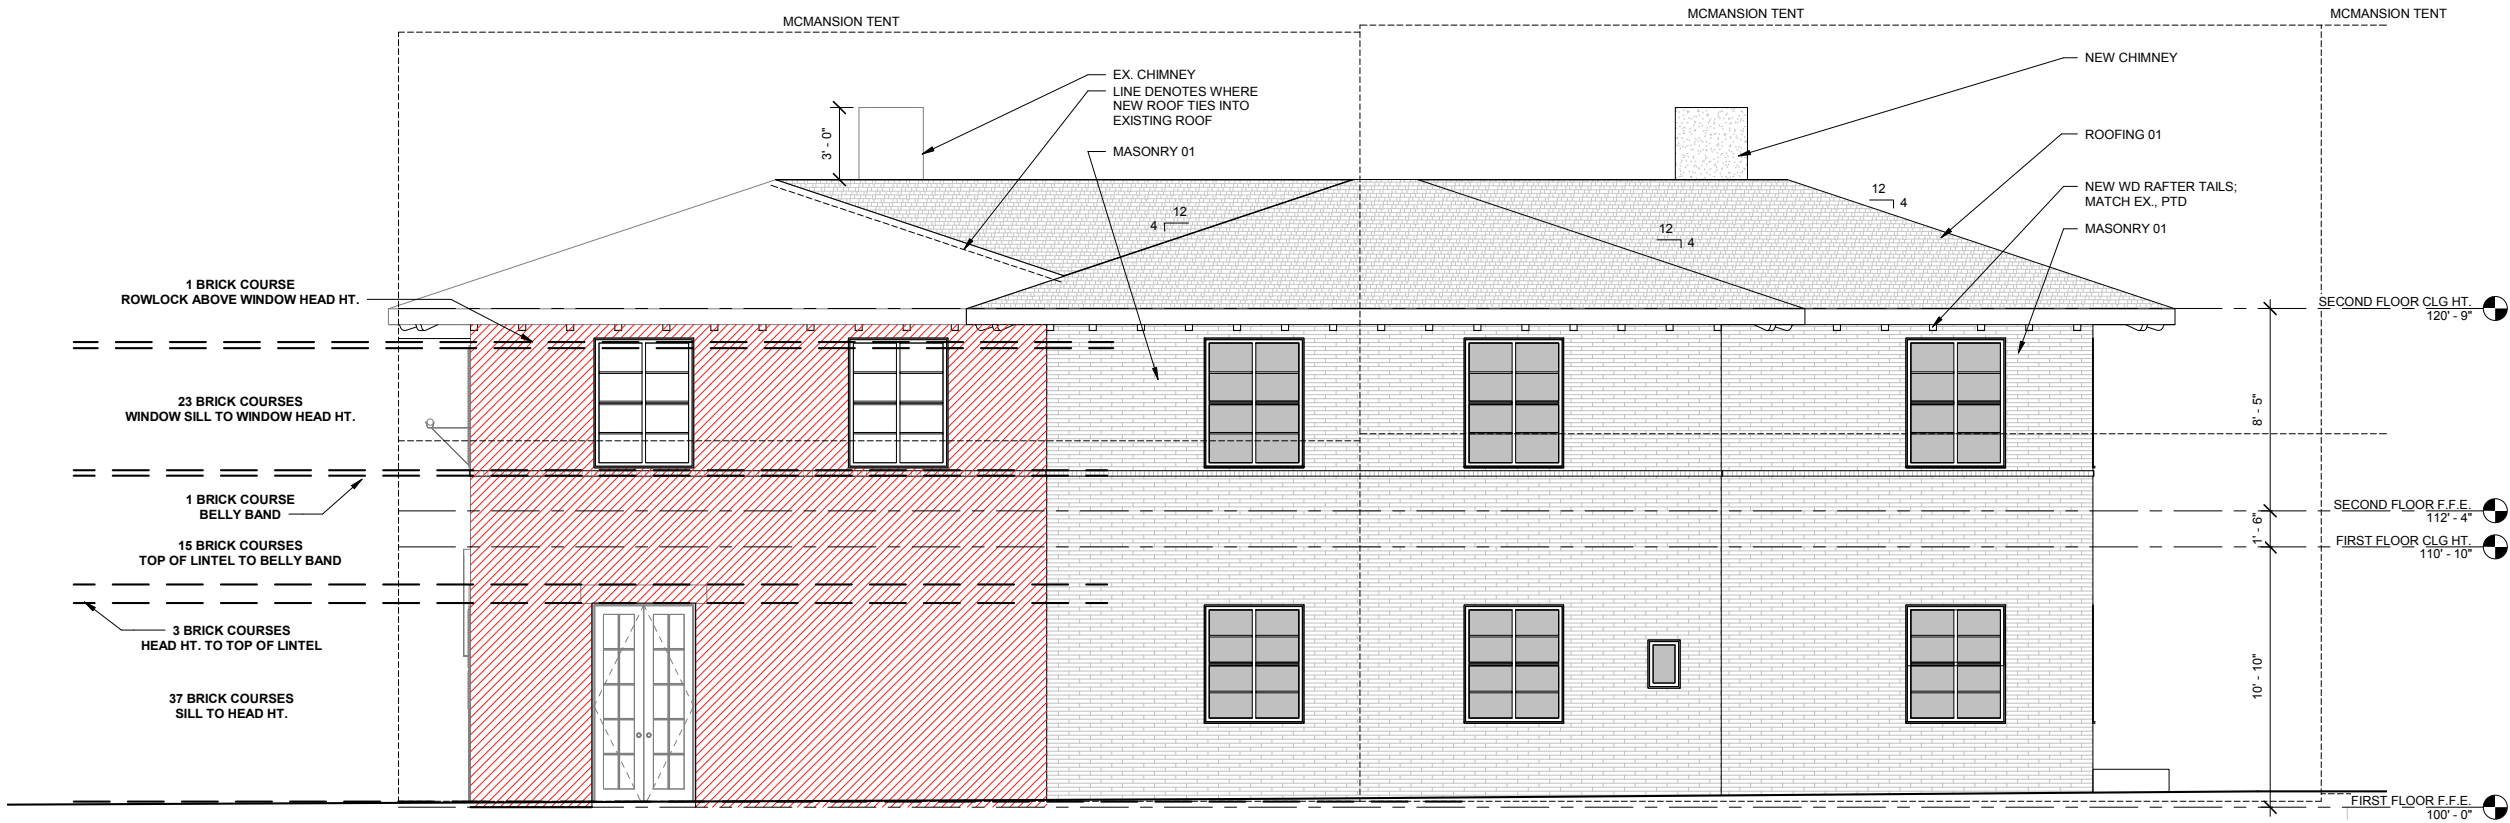 MCMANSION TENT
MCMANSION TENT
MCMANSION TENT
EX. CHIMNEY
LINE DENOTES WHERE
NEW ROOF TIES INTO
EXISTING ROOF
MASONRY 01
3' - 0"
NEW CHIMNEY
ROOFING 01
NEW WD RAFTER TAILS;
MATCH EX., PTD
MASONRY 01
12
4
12
4
12
4
1 BRICK COURSE
ROWLOCK ABOVE WINDOW HEAD HT.
23 BRICK COURSES
WINDOW SILL TO WINDOW HEAD HT.
1 BRICK COURSE
BELLY BAND
15 BRICK COURSES
TOP OF LINTEL TO BELLY BAND
3 BRICK COURSES
HEAD HT. TO TOP OF LINTEL
37 BRICK COURSES
SILL TO HEAD HT.
SECOND FLOOR CLG HT.
120' - 9"
8' - 5"
SECOND FLOOR F.F.E.
112' - 4"
1' - 6"
FIRST FLOOR CLG HT.
110' - 10"
10' - 10"
FIRST FLOOR F.F.E.
100' - 0"